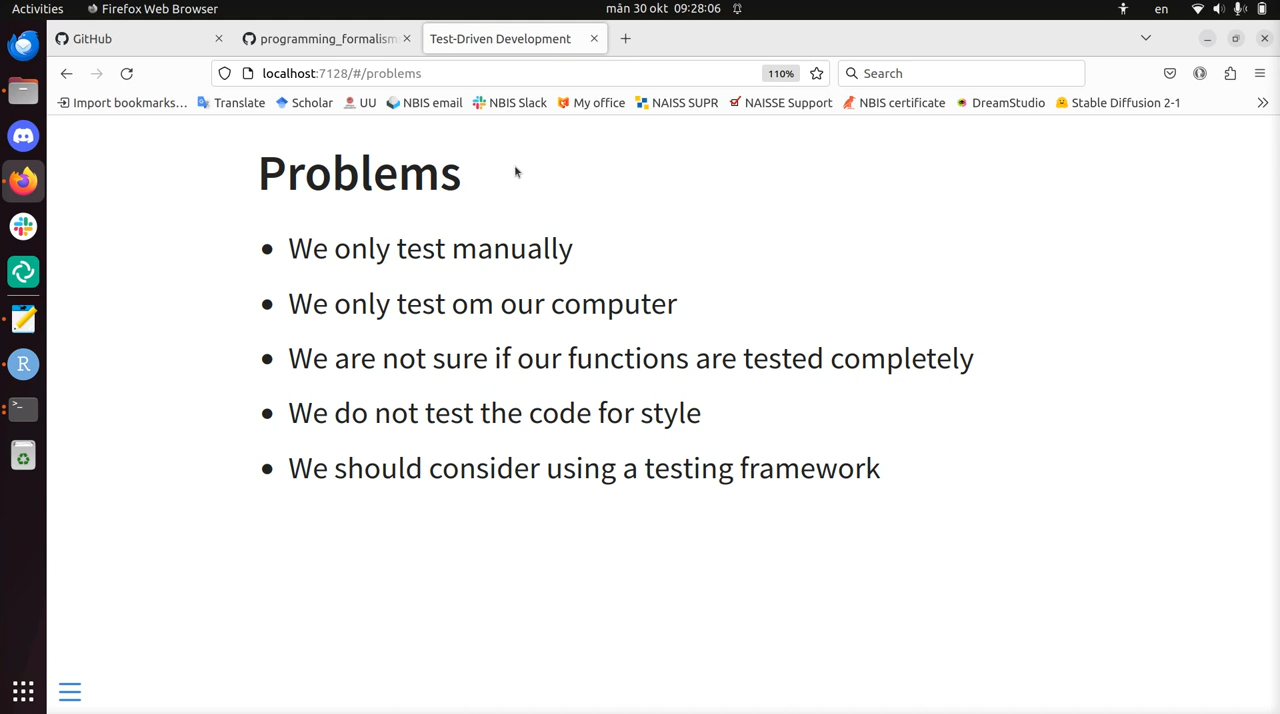 Activities
Firefox Web Browser
mån 30 okt 09:28:06
en
GitHub
programming_formalism
Test-Driven Development
localhost:7128/#/problems
110%
Search
Import bookmarks…
Translate
Scholar
UU
NBIS email
NBIS Slack
My office
NAISS SUPR
NAISSE Support
NBIS certificate
DreamStudio
Stable Diffusion 2-1
Problems
We only test manually
We only test om our computer
We are not sure if our functions are tested completely
We do not test the code for style
We should consider using a testing framework
R